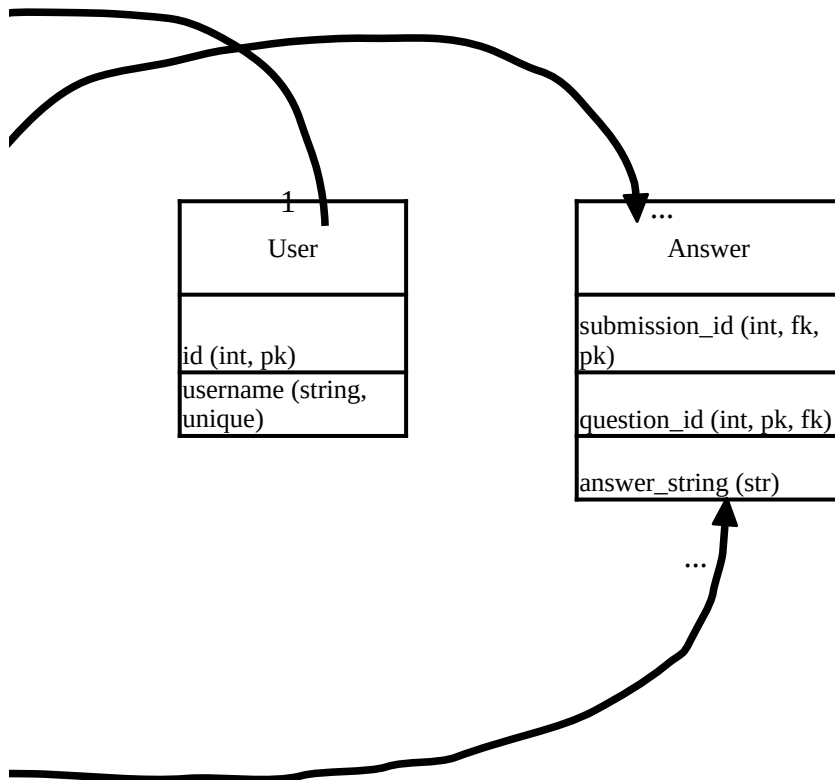 1
User
id (int, pk)
username (string,
unique)
...
Answer
submission_id (int, fk,
pk)
question_id (int, pk, fk)
answer_string (str)
...